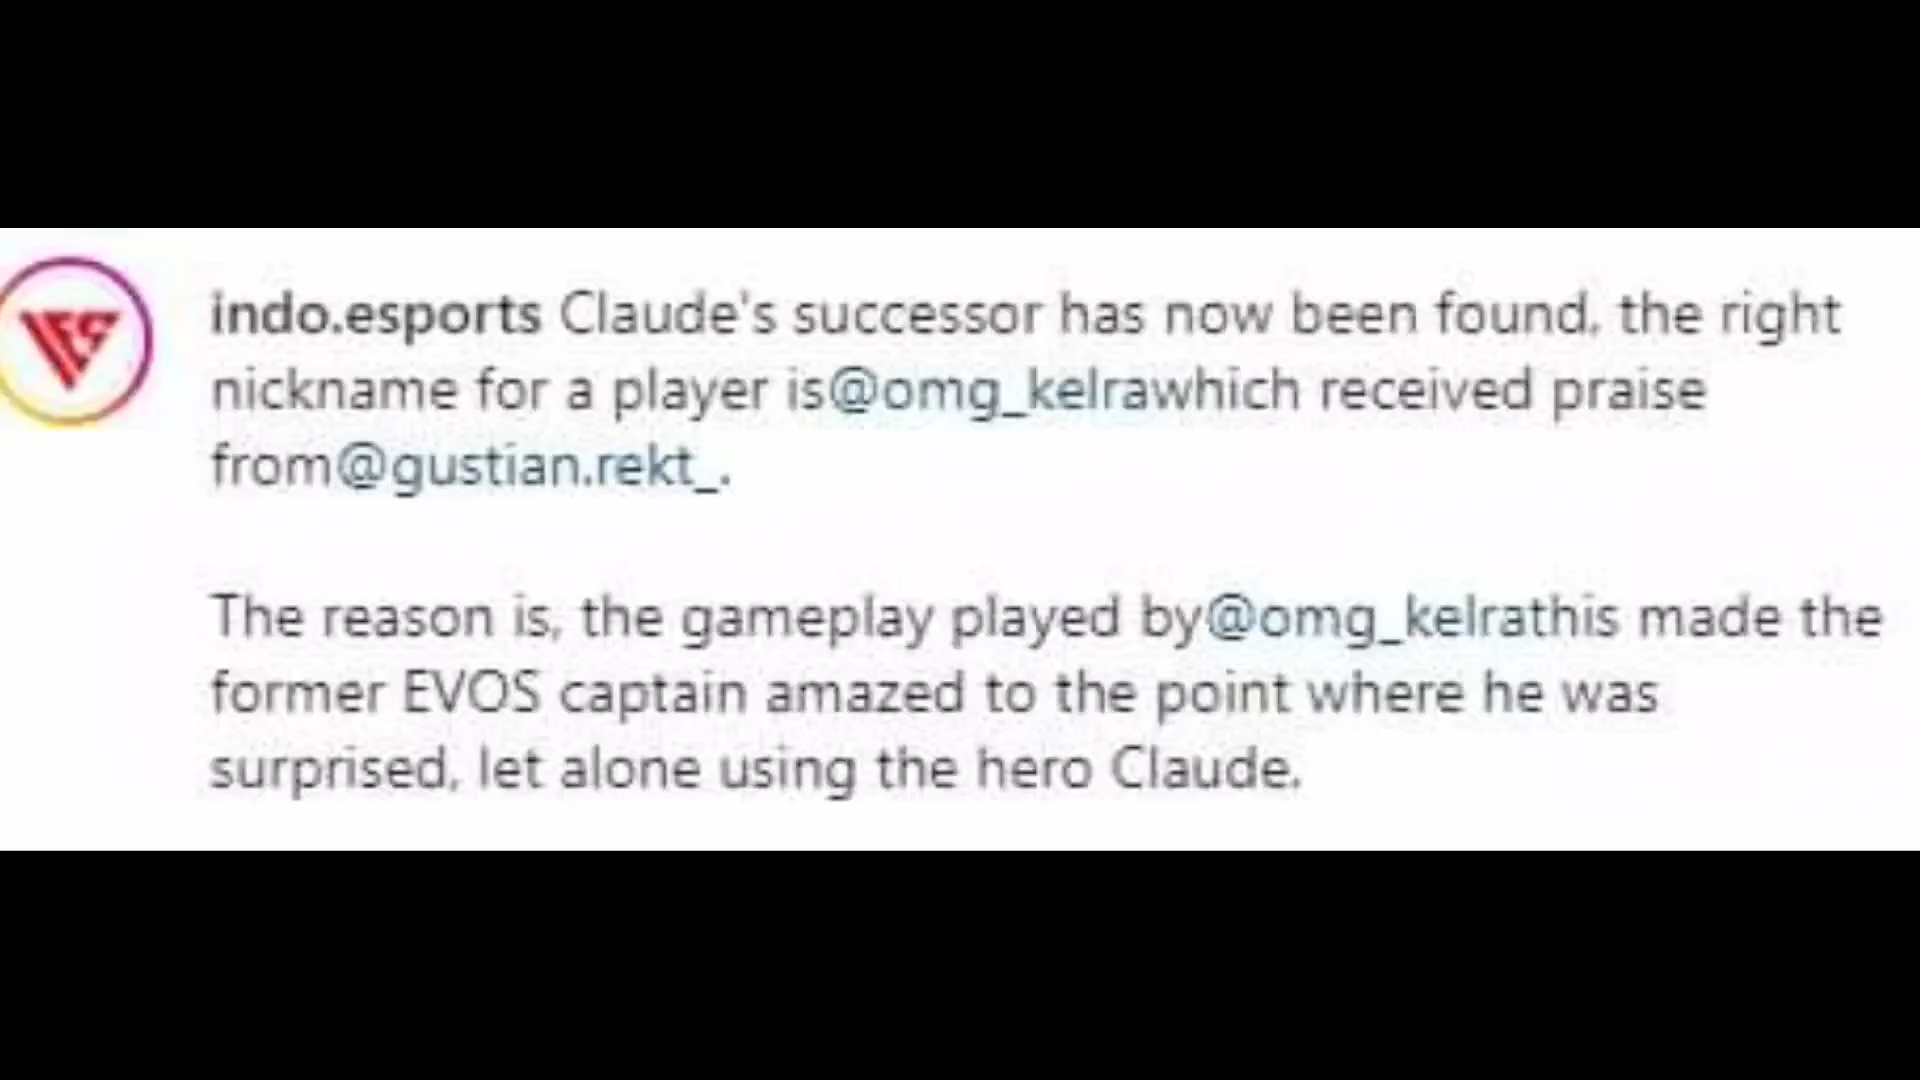 indo.esports Claude's successor has now been found, the right
nickname for a player is@omg_kelrawhich received praise
from@gustian.rekt_.
The reason is, the gameplay played by@omg_kelrathis made the
former EVOS captain amazed to the point where he was
surprised, let alone using the hero Claude.